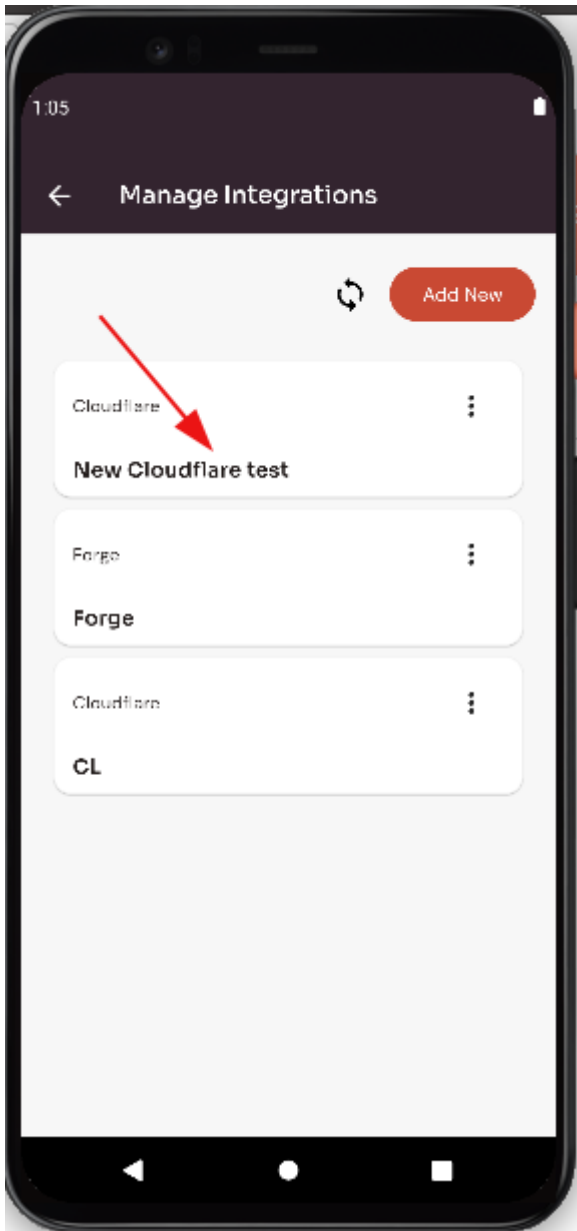 1:05
Manage Integrations
Add New
Cloudflare
New Cloudflare test
Forge
Forge
Cloudflare
CL